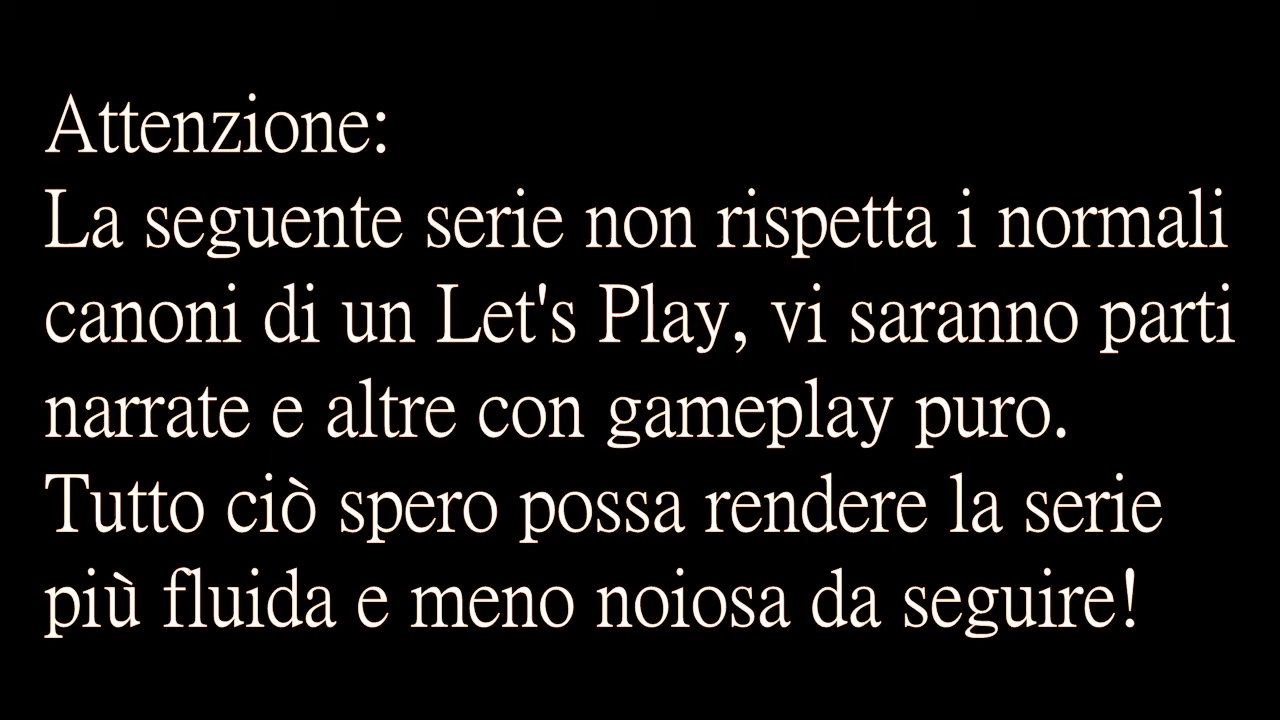 Attenzione:
La seguente serie non rispetta i normali
canoni di un Let's Play, vi saranno parti
narrate e altre con gameplay puro.
Tutto ciò spero possa rendere la serie
più fluida e meno noiosa da seguire!